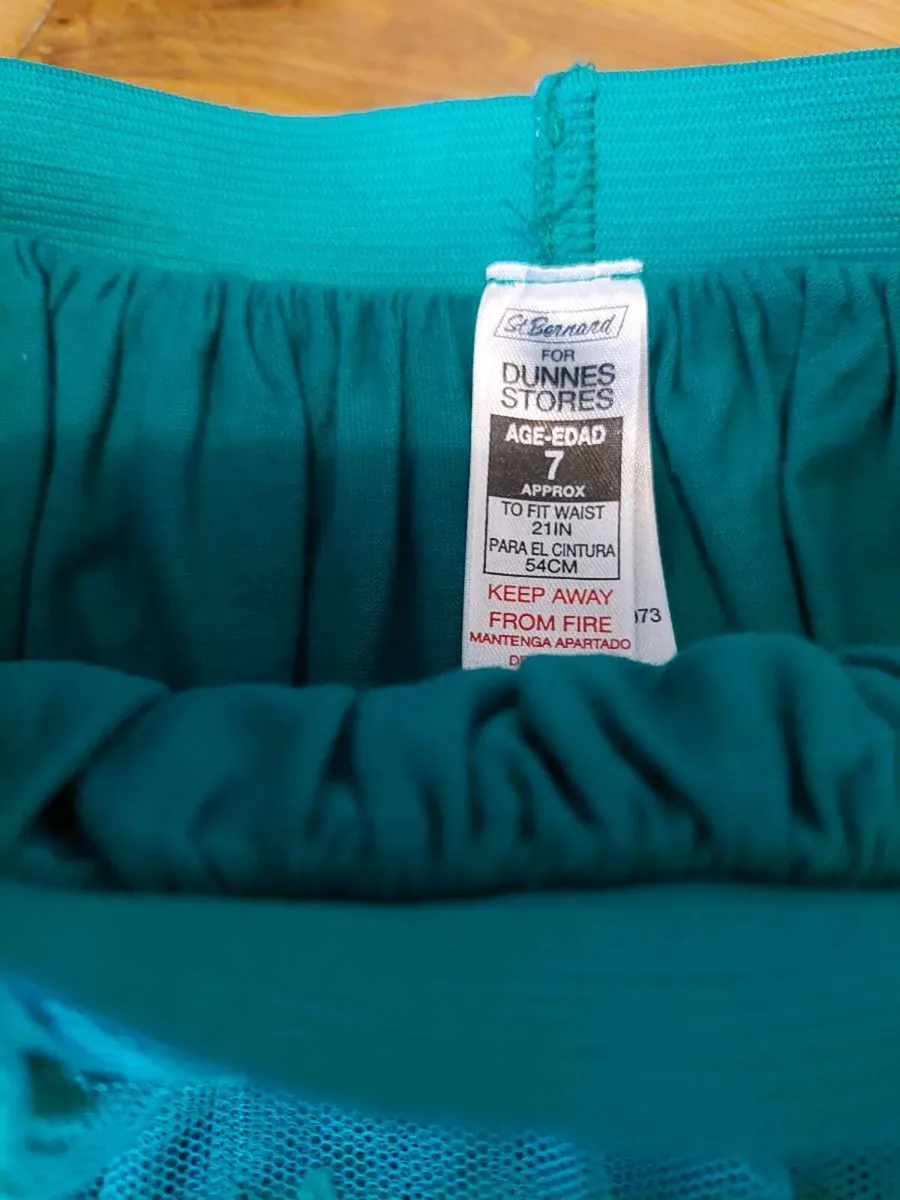 St Bernard
FOR
DUNNES
STORES
AGE-EDAD
7
APPROX
TO FIT WAIST
21IN
PARA EL CINTURA
54CM
KEEP AWAY
FROM FIRE
MANTENGA APARTADO
73